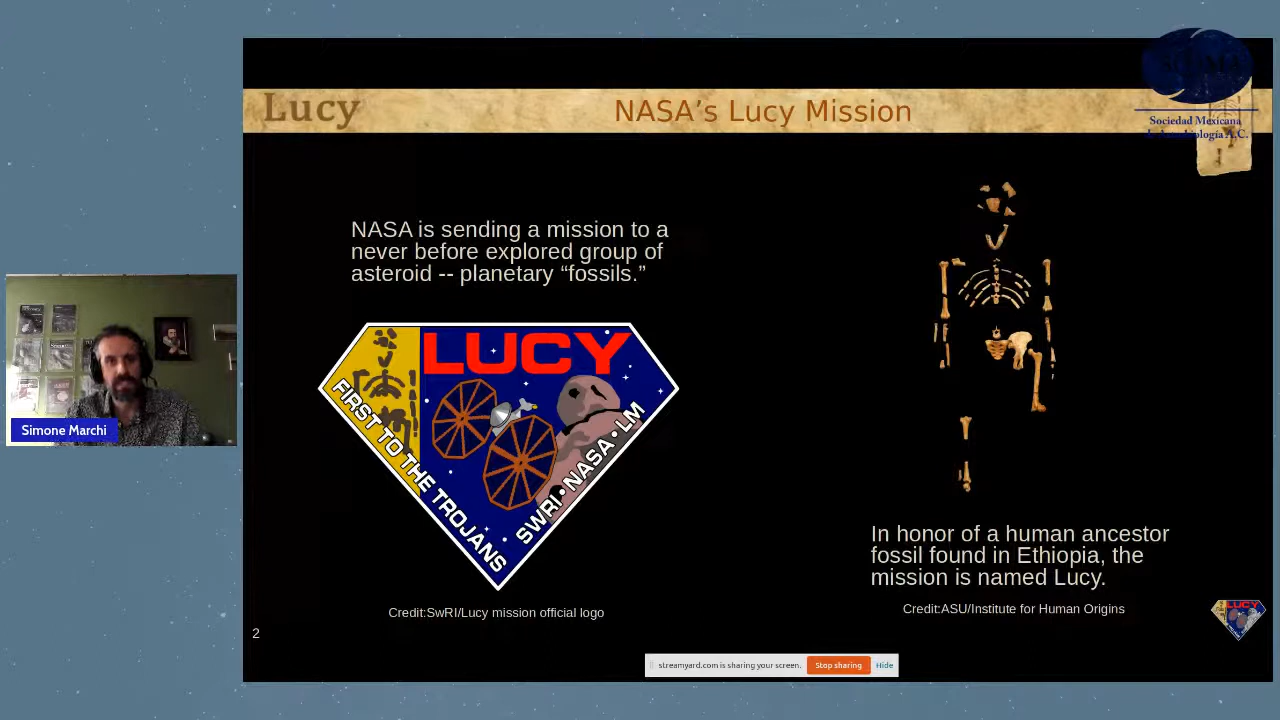 Lucy
NASA's Lucy Mission
Sociedad Mexicana
de Astrobiología A.C.
NASA is sending a mission to a
never before explored group of
asteroid -- planetary “fossils.”
LUCY
FIRST TO THE TROJANS
SWRI • NASA • LM
Simone Marchi
In honor of a human ancestor
fossil found in Ethiopia, the
mission is named Lucy.
Credit:SwRI/Lucy mission official logo
Credit:ASU/Institute for Human Origins
LUCY
2
streamyard.com is sharing your screen.
Stop sharing
Hide